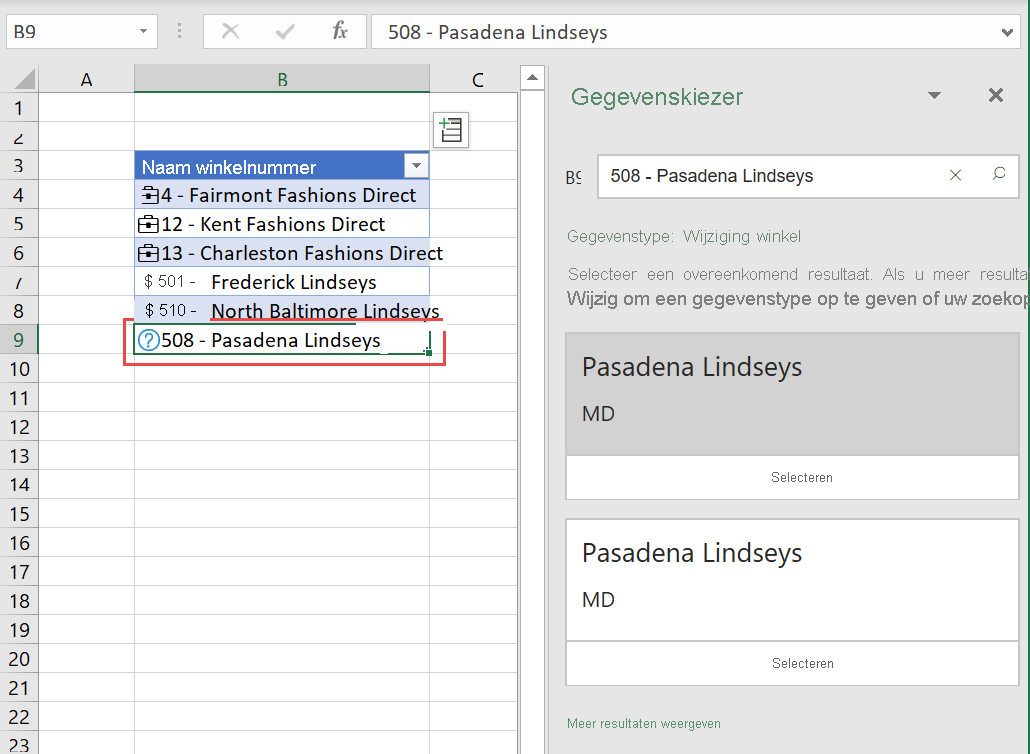 B9
fx
508 - Pasadena Lindseys
A B C
Gegevenskiezer
1
2
3 Naam winkelnummer
B9 508 - Pasadena Lindseys
4 4 - Fairmont Fashions Direct
5 12 - Kent Fashions Direct
6 13 - Charleston Fashions Direct
7 $ 501 - Frederick Lindseys
8 $ 510 - North Baltimore Lindseys
9 ?508 - Pasadena Lindseys
10
11
12
13
14
15
16
17
18
19
20
21
22
23
Gegevenstype: Wijziging winkel
Selecteer een overeenkomend resultaat. Als u meer resulta
Wijzig om een gegevenstype op te geven of uw zoekop
Pasadena Lindseys
MD
Selecteren
Pasadena Lindseys
MD
Selecteren
Meer resultaten weergeven